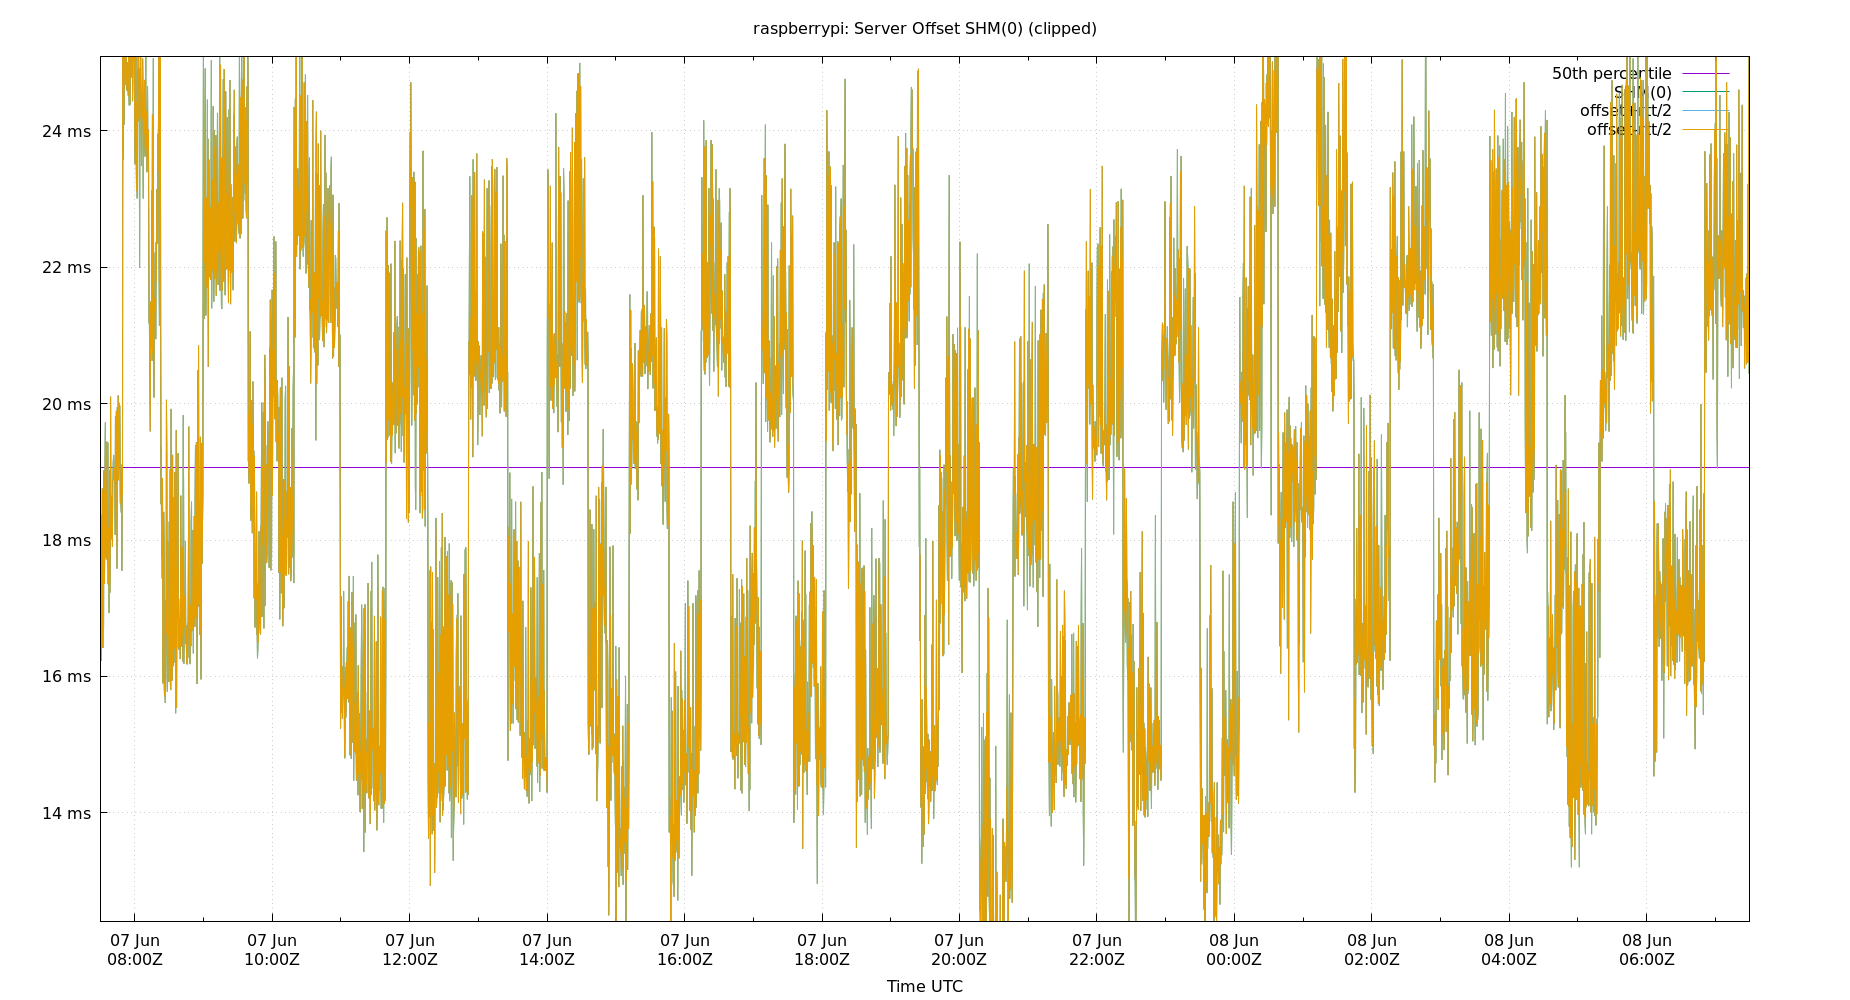 raspberrypi: Server Offset SHM(0) (clipped)
50th percentile
SHM(0)
offset+rtt/2
offset-rtt/2
24 ms
22 ms
20 ms
18 ms
16 ms
14 ms
07 Jun 07 Jun 07 Jun 07 Jun 07 Jun 07 Jun 07 Jun 07 Jun 08 Jun 08 Jun 08 Jun 08 Jun
08:00Z 10:00Z 12:00Z 14:00Z 16:00Z 18:00Z 20:00Z 22:00Z 00:00Z 02:00Z 04:00Z 06:00Z
Time UTC